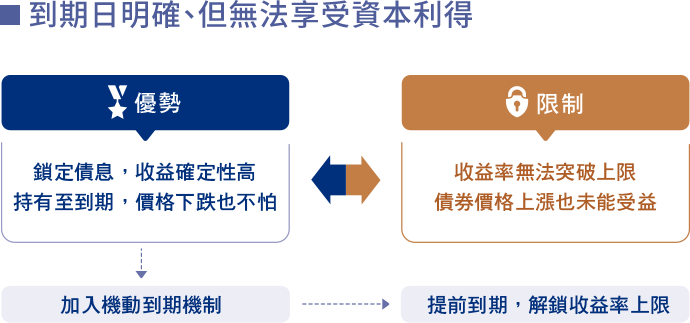 到期日明確、但無法享受資本利得
優勢
鎖定債息，收益確定性高
持有至到期，價格下跌也不怕
限制
收益率無法突破上限
債券價格上漲也未能受益
加入機動到期機制
提前到期，解鎖收益率上限